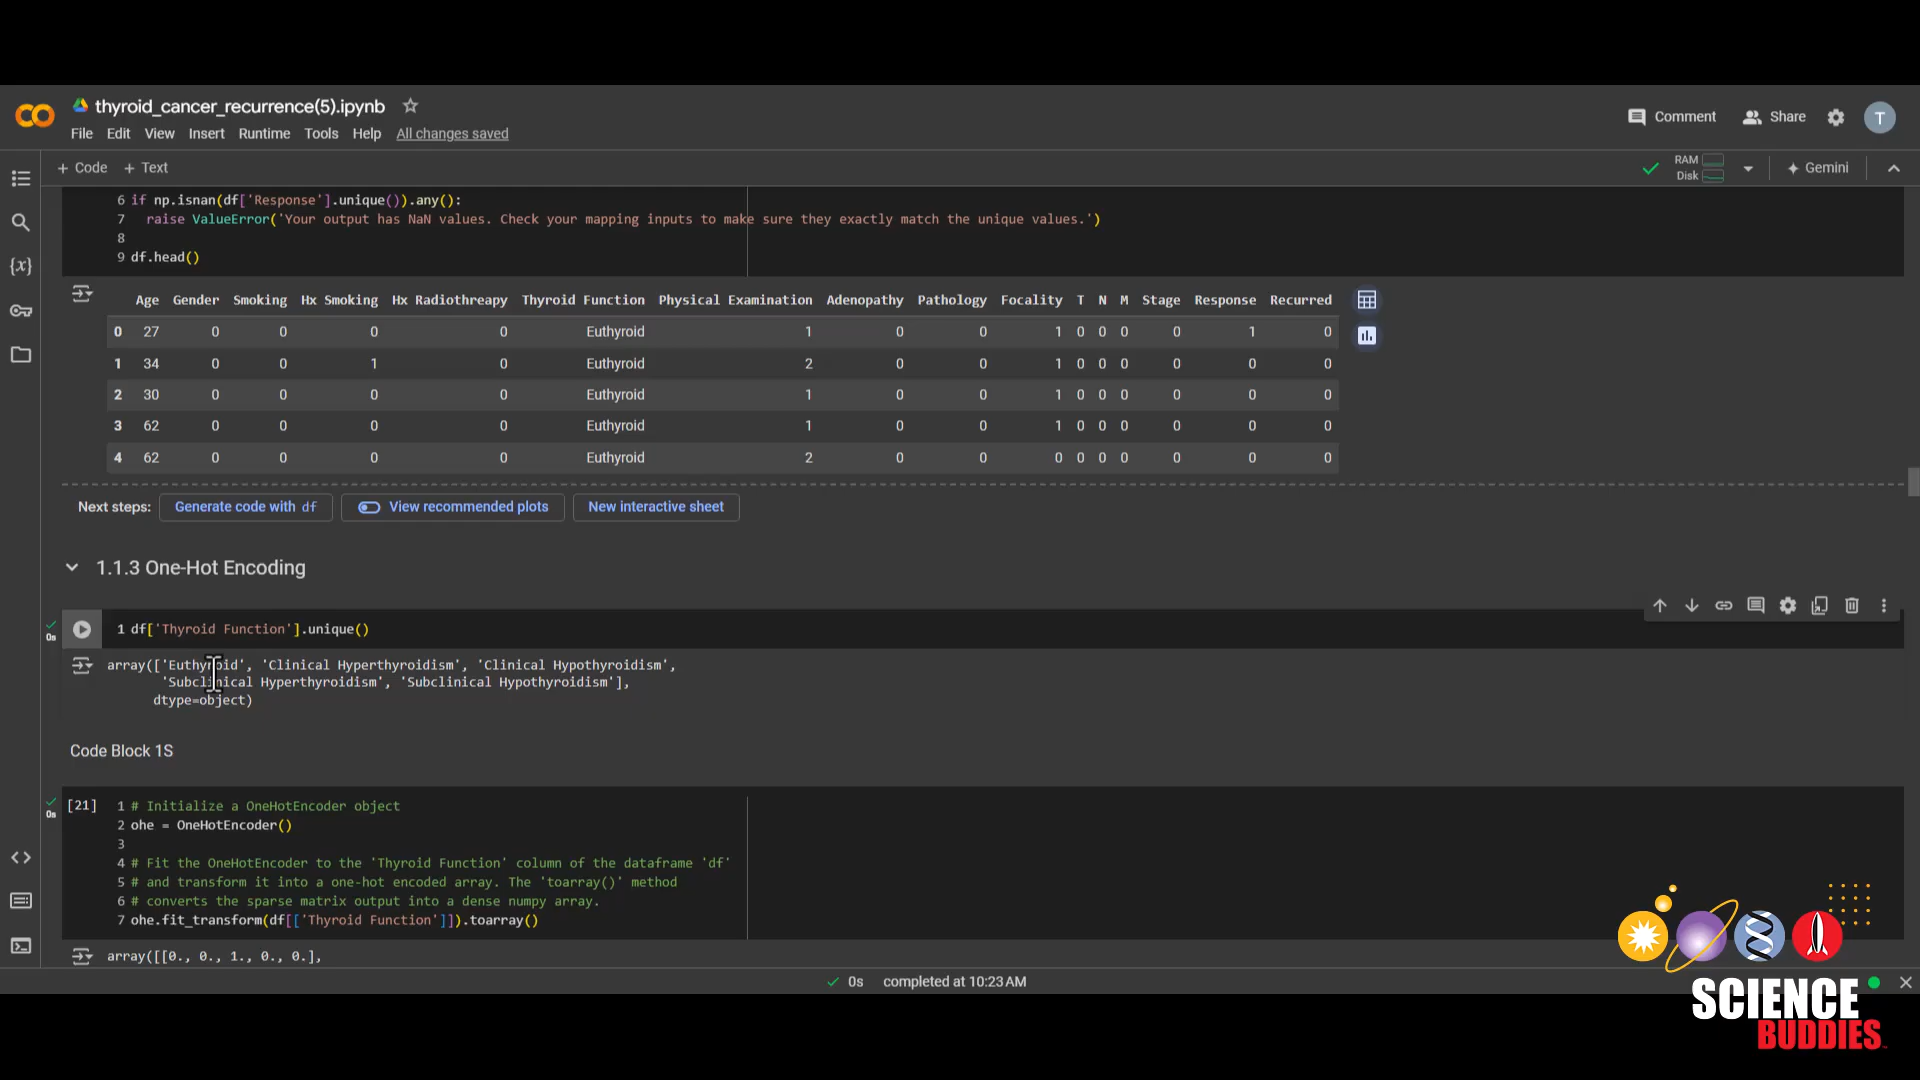 thyroid_cancer_recurrence(5).ipynb
Comment Share T
File Edit View Insert Runtime Tools Help All changes saved
+ Code + Text
RAM
Disk
Gemini
6 if np.isnan(df['Response'].unique()).any():
7 raise ValueError('Your output has NaN values. Check your mapping inputs to make sure they exactly match the unique values.')
8
9 df.head()
Age Gender Smoking Hx Smoking Hx Radiothreapy Thyroid Function Physical Examination Adenopathy Pathology Focality T N M Stage Response Recurred
0 27 0 0 0 0 Euthyroid 1 0 0 1 0 0 0 0 1 0
1 34 0 0 1 0 Euthyroid 2 0 0 1 0 0 0 0 0 0
2 30 0 0 0 0 Euthyroid 1 0 0 1 0 0 0 0 0 0
3 62 0 0 0 0 Euthyroid 1 0 0 1 0 0 0 0 0 0
4 62 0 0 0 0 Euthyroid 2 0 0 0 0 0 0 0 0 0
Next steps: Generate code with df View recommended plots New interactive sheet
1.1.3 One-Hot Encoding
0s
1 df['Thyroid Function'].unique()
array(['Euthyroid', 'Clinical Hyperthyroidism', 'Clinical Hypothyroidism',
'Subclinical Hyperthyroidism', 'Subclinical Hypothyroidism'],
dtype=object)
Code Block 1S
0s
[21] 1 # Initialize a OneHotEncoder object
2 ohe = OneHotEncoder()
3
4 # Fit the OneHotEncoder to the 'Thyroid Function' column of the dataframe 'df'
5 # and transform it into a one-hot encoded array. The 'toarray()' method
6 # converts the sparse matrix output into a dense numpy array.
7 ohe.fit_transform(df[['Thyroid Function']]).toarray()
array([[0., 0., 1., 0., 0.],
0s completed at 10:23 AM
SCIENCE
BUDDIES